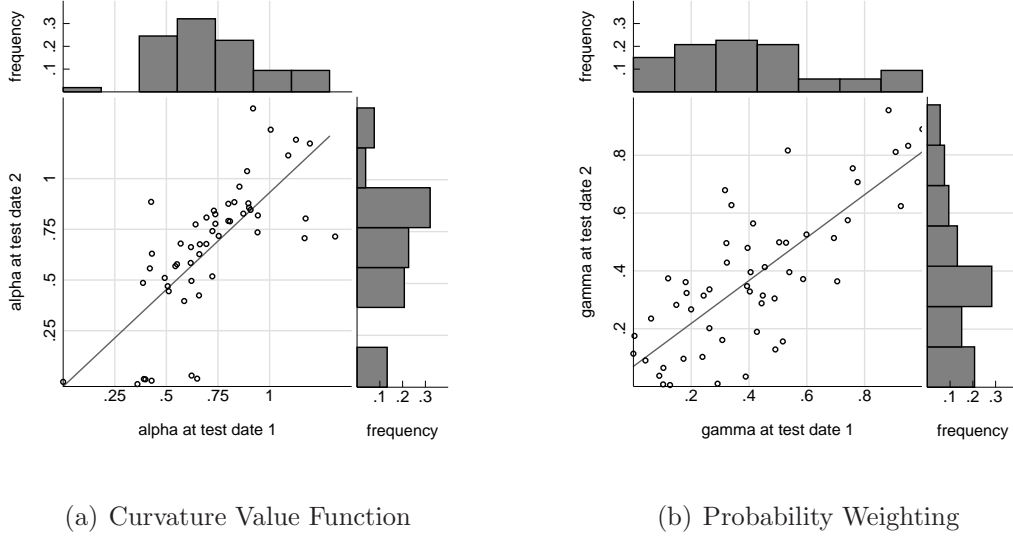 frequency
.1 .2 .3
alpha at test date 2
.25 .5 .75 1
.25 .5 .75 1
alpha at test date 1
.1 .2 .3
frequency
frequency
.1 .2 .3
gamma at test date 2
.2 .4 .6 .8
.2 .4 .6 .8
gamma at test date 1
.1 .2 .3
frequency
(a) Curvature Value Function
(b) Probability Weighting